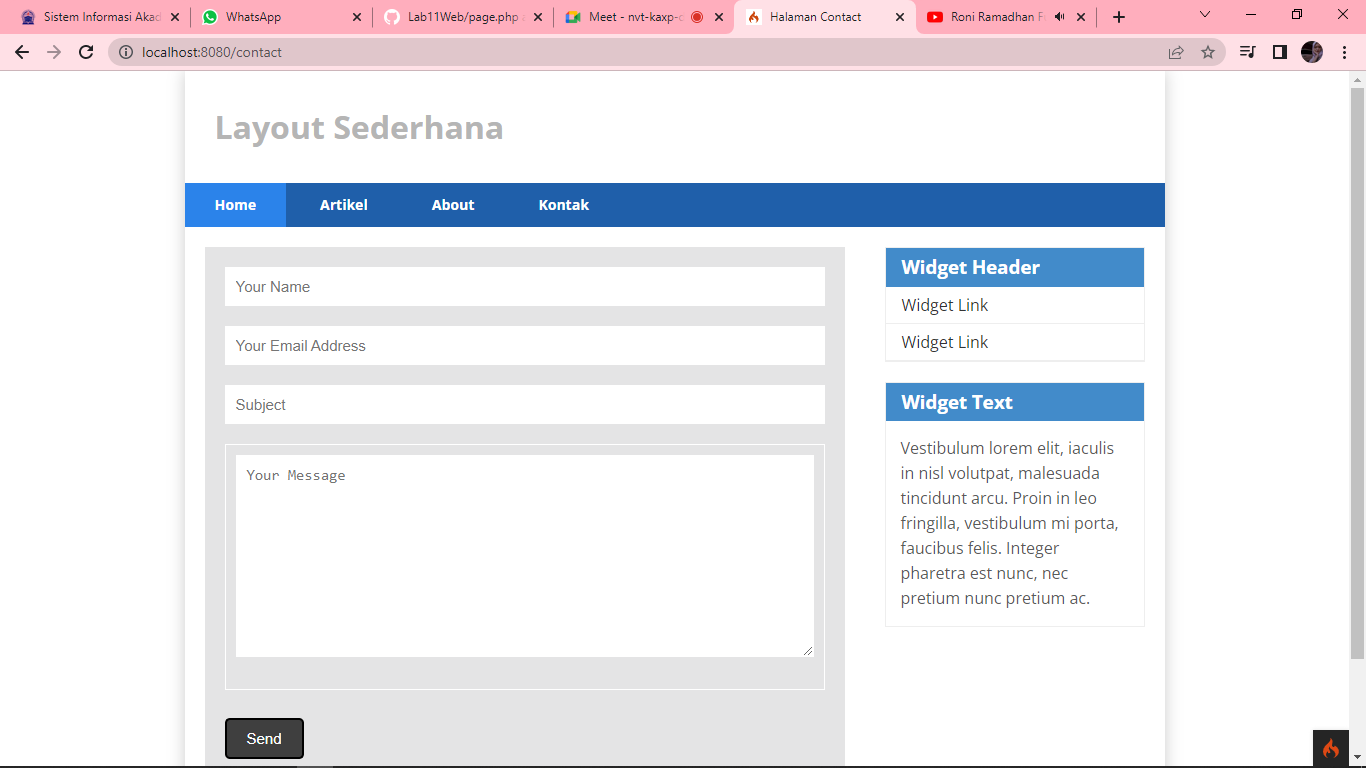 Sistem Informasi Akad
WhatsApp
Lab11Web/page.php a
Meet - nvt-kaxp-c
Halaman Contact
Roni Ramadhan F
localhost:8080/contact
Layout Sederhana
Home Artikel About Kontak
Your Name
Your Email Address
Subject
Your Message
Send
Widget Header
Widget Link
Widget Link
Widget Text
Vestibulum lorem elit, iaculis
in nisl volutpat, malesuada
tincidunt arcu. Proin in leo
fringilla, vestibulum mi porta,
faucibus felis. Integer
pharetra est nunc, nec
pretium nunc pretium ac.